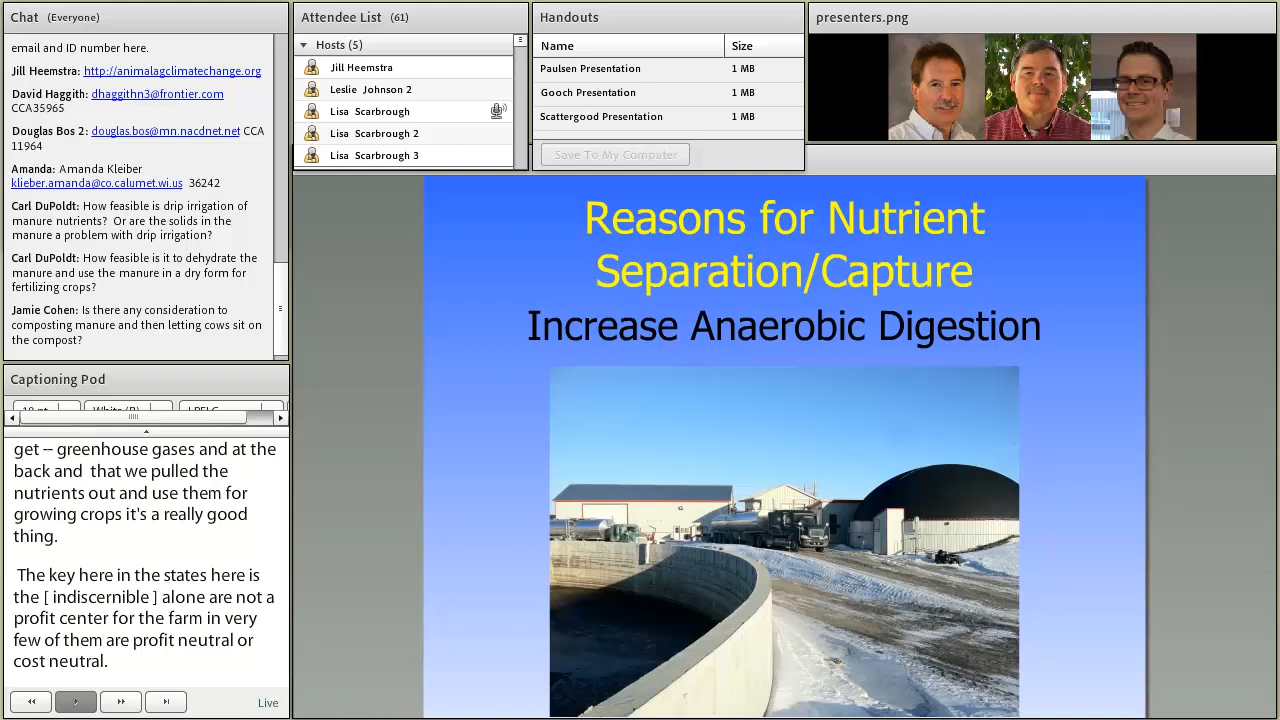 Chat (Everyone)
email and ID number here.
Jill Heemstra: http://animalagclimatechange.org
David Haggith: dhaggithn3@frontier.com
CCA35965
Douglas Bos 2: douglas.bos@mn.nacdnet.net CCA
11964
Amanda: Amanda Kleiber
klieber.amanda@co.calumet.wi.us 36242
Carl DuPoldt: How feasible is drip irrigation of
manure nutrients? Or are the solids in the
manure a problem with drip irrigation?
Carl DuPoldt: How feasible is it to dehydrate the
manure and use the manure in a dry form for
fertilizing crops?
Jamie Cohen: Is there any consideration to
composting manure and then letting cows sit on
the compost?
Captioning Pod
get -- greenhouse gases and at the
back and that we pulled the
nutrients out and use them for
growing crops it's a really good
thing.
The key here in the states here is
the [ indiscernible ] alone are not a
profit center for the farm in very
few of them are profit neutral or
cost neutral.
Live
Attendee List (61)
Hosts (5)
Jill Heemstra
Leslie Johnson 2
Lisa Scarbrough
Lisa Scarbrough 2
Lisa Scarbrough 3
Handouts
Name Size
Paulsen Presentation 1 MB
Gooch Presentation 1 MB
Scattergood Presentation 1 MB
Save To My Computer
presenters.png
Reasons for Nutrient
Separation/Capture
Increase Anaerobic Digestion